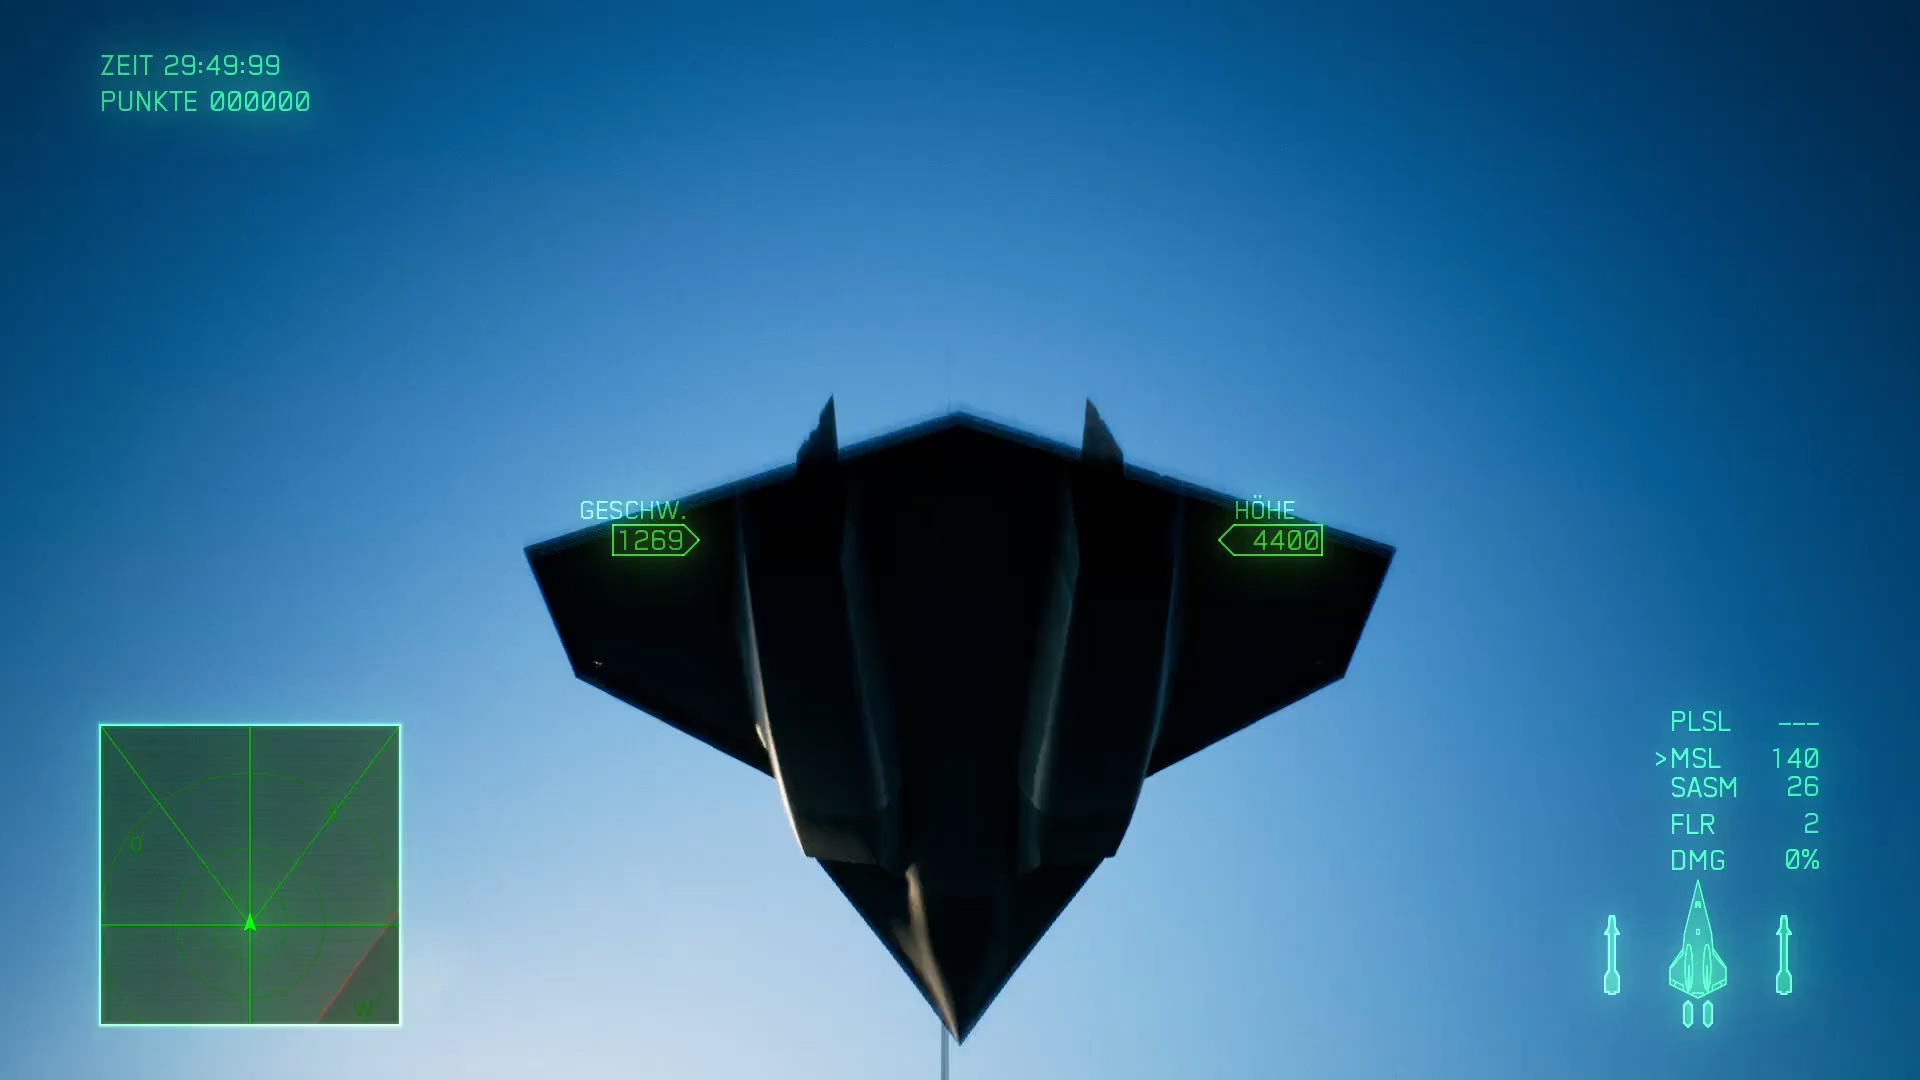 ZEIT 29:49:99
PUNKTE 000000
GESCHW.
1269
HÖHE
4400
PLSL ---
>MSL 140
SASM 26
FLR 2
DMG 0%
O
W